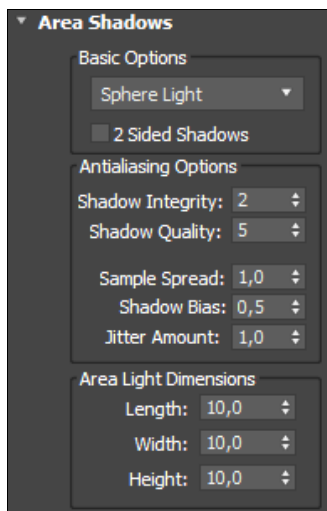 Area Shadows
Basic Options
Sphere Light
2 Sided Shadows
Antialiasing Options
Shadow Integrity: 2
Shadow Quality: 5
Sample Spread: 1,0
Shadow Bias: 0,5
Jitter Amount: 1,0
Area Light Dimensions
Length: 10,0
Width: 10,0
Height: 10,0